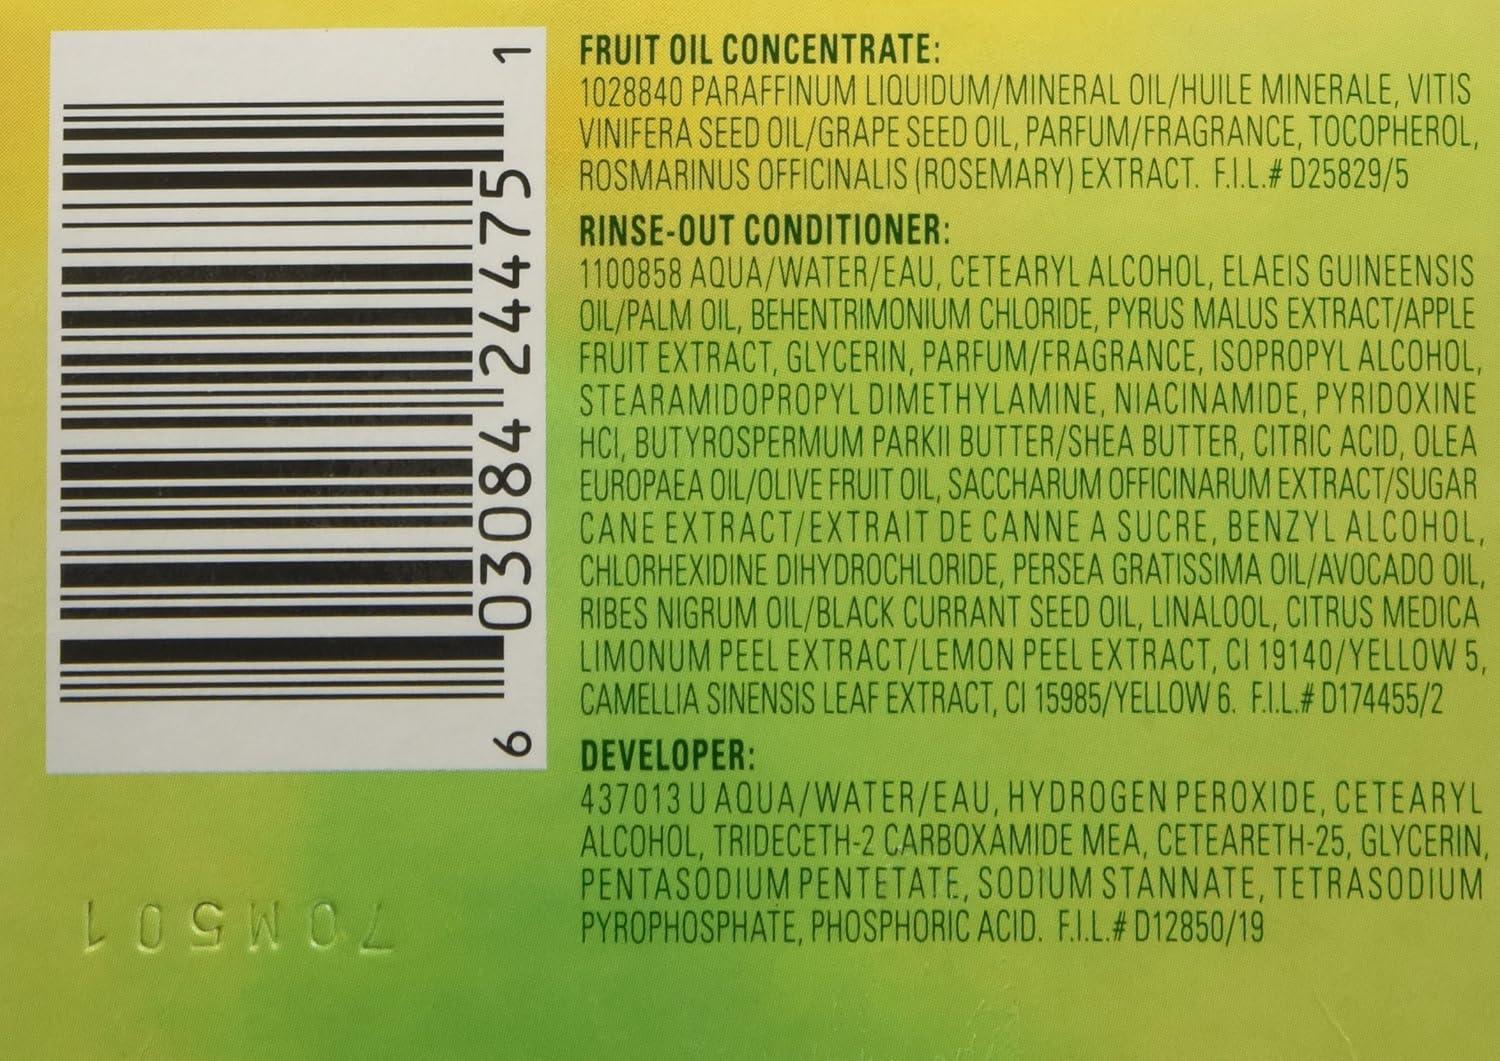 6 03084 24475 1
FRUIT OIL CONCENTRATE:
1028840 PARAFFINUM LIQUIDUM/MINERAL OIL/HUILE MINERALE, VITIS
VINIFERA SEED OIL/GRAPE SEED OIL, PARFUM/FRAGRANCE, TOCOPHEROL,
ROSMARINUS OFFICINALIS (ROSEMARY) EXTRACT. F.I.L.# D25829/5
RINSE-OUT CONDITIONER:
1100858 AQUA/WATER/EAU, CETEARYL ALCOHOL, ELAEIS GUINEENSIS
OIL/PALM OIL, BEHENTRIMONIUM CHLORIDE, PYRUS MALUS EXTRACT/APPLE
FRUIT EXTRACT, GLYCERIN, PARFUM/FRAGRANCE, ISOPROPYL ALCOHOL,
STEARAMIDOPROPYL DIMETHYLAMINE, NIACINAMIDE, PYRIDOXINE
HCl, BUTYROSPERMUM PARKII BUTTER/SHEA BUTTER, CITRIC ACID, OLEA
EUROPAEA OIL/OLIVE FRUIT OIL, SACCHARUM OFFICINARUM EXTRACT/SUGAR
CANE EXTRACT/EXTRAIT DE CANNE A SUCRE, BENZYL ALCOHOL,
CHLORHEXIDINE DIHYDROCHLORIDE, PERSEA GRATISSIMA OIL/AVOCADO OIL,
RIBES NIGRUM OIL/BLACK CURRANT SEED OIL, LINALOOL, CITRUS MEDICA
LIMONUM PEEL EXTRACT/LEMON PEEL EXTRACT, CI 19140/YELLOW 5,
CAMELLIA SINENSIS LEAF EXTRACT, CI 15985/YELLOW 6. F.I.L.# D174455/2
DEVELOPER:
437013 U AQUA/WATER/EAU, HYDROGEN PEROXIDE, CETEARYL
ALCOHOL, TRIDECETH-2 CARBOXAMIDE MEA, CETEARETH-25, GLYCERIN,
PENTASODIUM PENTETATE, SODIUM STANNATE, TETRASODIUM
PYROPHOSPHATE, PHOSPHORIC ACID. F.I.L.# D12850/19
70M501